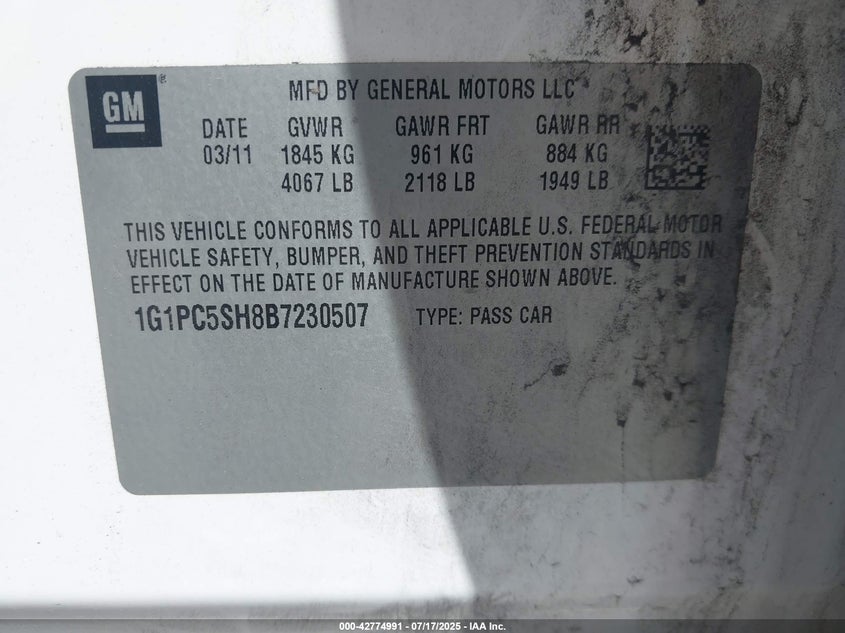 GM ®
MFD BY GENERAL MOTORS LLC
DATE GVWR GAWR FRT GAWR RR
03/11 1845 KG 961 KG 884 KG
4067 LB 2118 LB 1949 LB
THIS VEHICLE CONFORMS TO ALL APPLICABLE U.S. FEDERAL MOTOR
VEHICLE SAFETY, BUMPER, AND THEFT PREVENTION STANDARDS IN
EFFECT ON THE DATE OF MANUFACTURE SHOWN ABOVE.
1G1PC5SH8B7230507 TYPE: PASS CAR
000-42774991 - 07/17/2025 - IAA Inc.